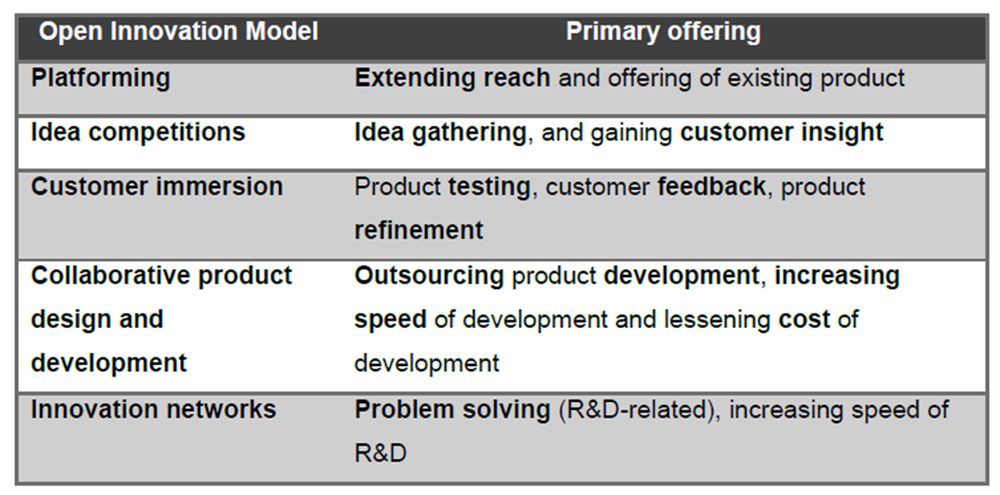 Open Innovation Model Primary offering
Platforming Extending reach and offering of existing product
Idea competitions Idea gathering, and gaining customer insight
Customer immersion Product testing, customer feedback, product
refinement
Collaborative product Outsourcing product development, increasing
design and speed of development and lessening cost of
development development
Innovation networks Problem solving (R&D-related), increasing speed of
R&D